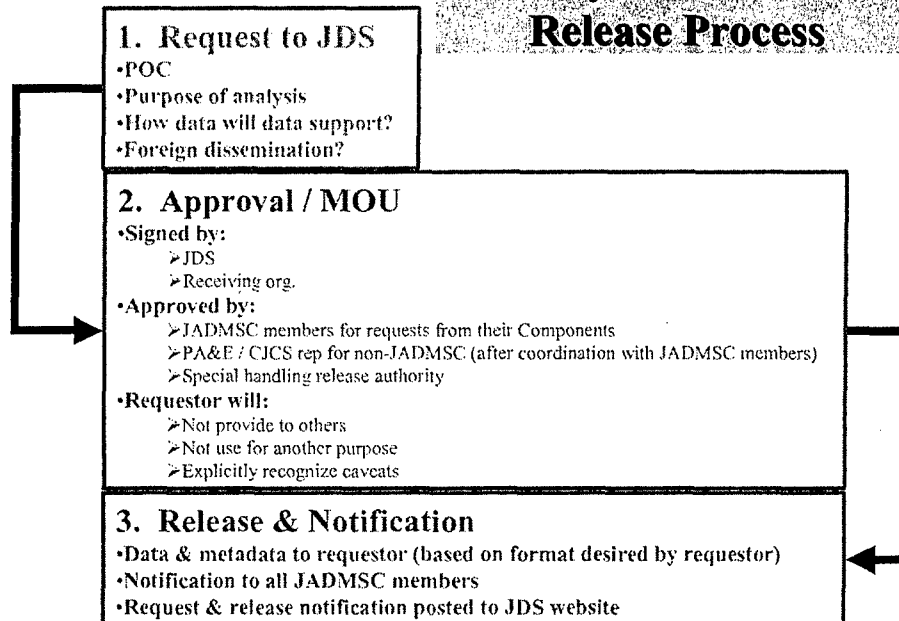 Release Process
1. Request to JDS
•POC
•Purpose of analysis
•How data will data support?
•Foreign dissemination?
2. Approval / MOU
•Signed by:
➢JDS
➢Receiving org.
•Approved by:
➢JADMSC members for requests from their Components
➢PA&E / CJCS rep for non-JADMSC (after coordination with JADMSC members)
➢Special handling release authority
•Requestor will:
➢Not provide to others
➢Not use for another purpose
➢Explicitly recognize caveats
3. Release & Notification
•Data & metadata to requestor (based on format desired by requestor)
•Notification to all JADMSC members
•Request & release notification posted to JDS website